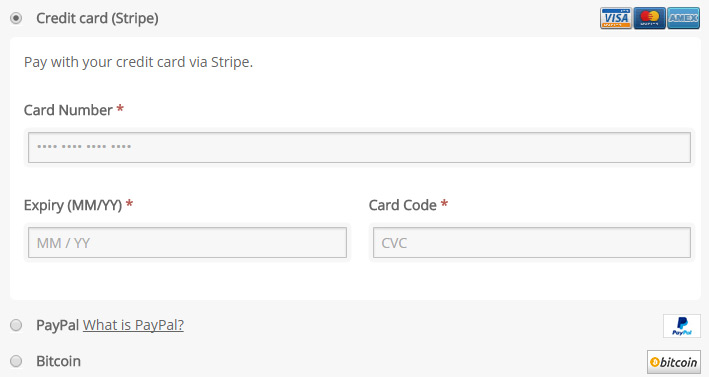 Credit card (Stripe) VISA MasterCard AMEX
Pay with your credit card via Stripe.
Card Number *
•••• •••• •••• ••••
Expiry (MM/YY) * Card Code *
MM / YY CVC
PayPal What is PayPal? PayPal
Bitcoin bitcoin